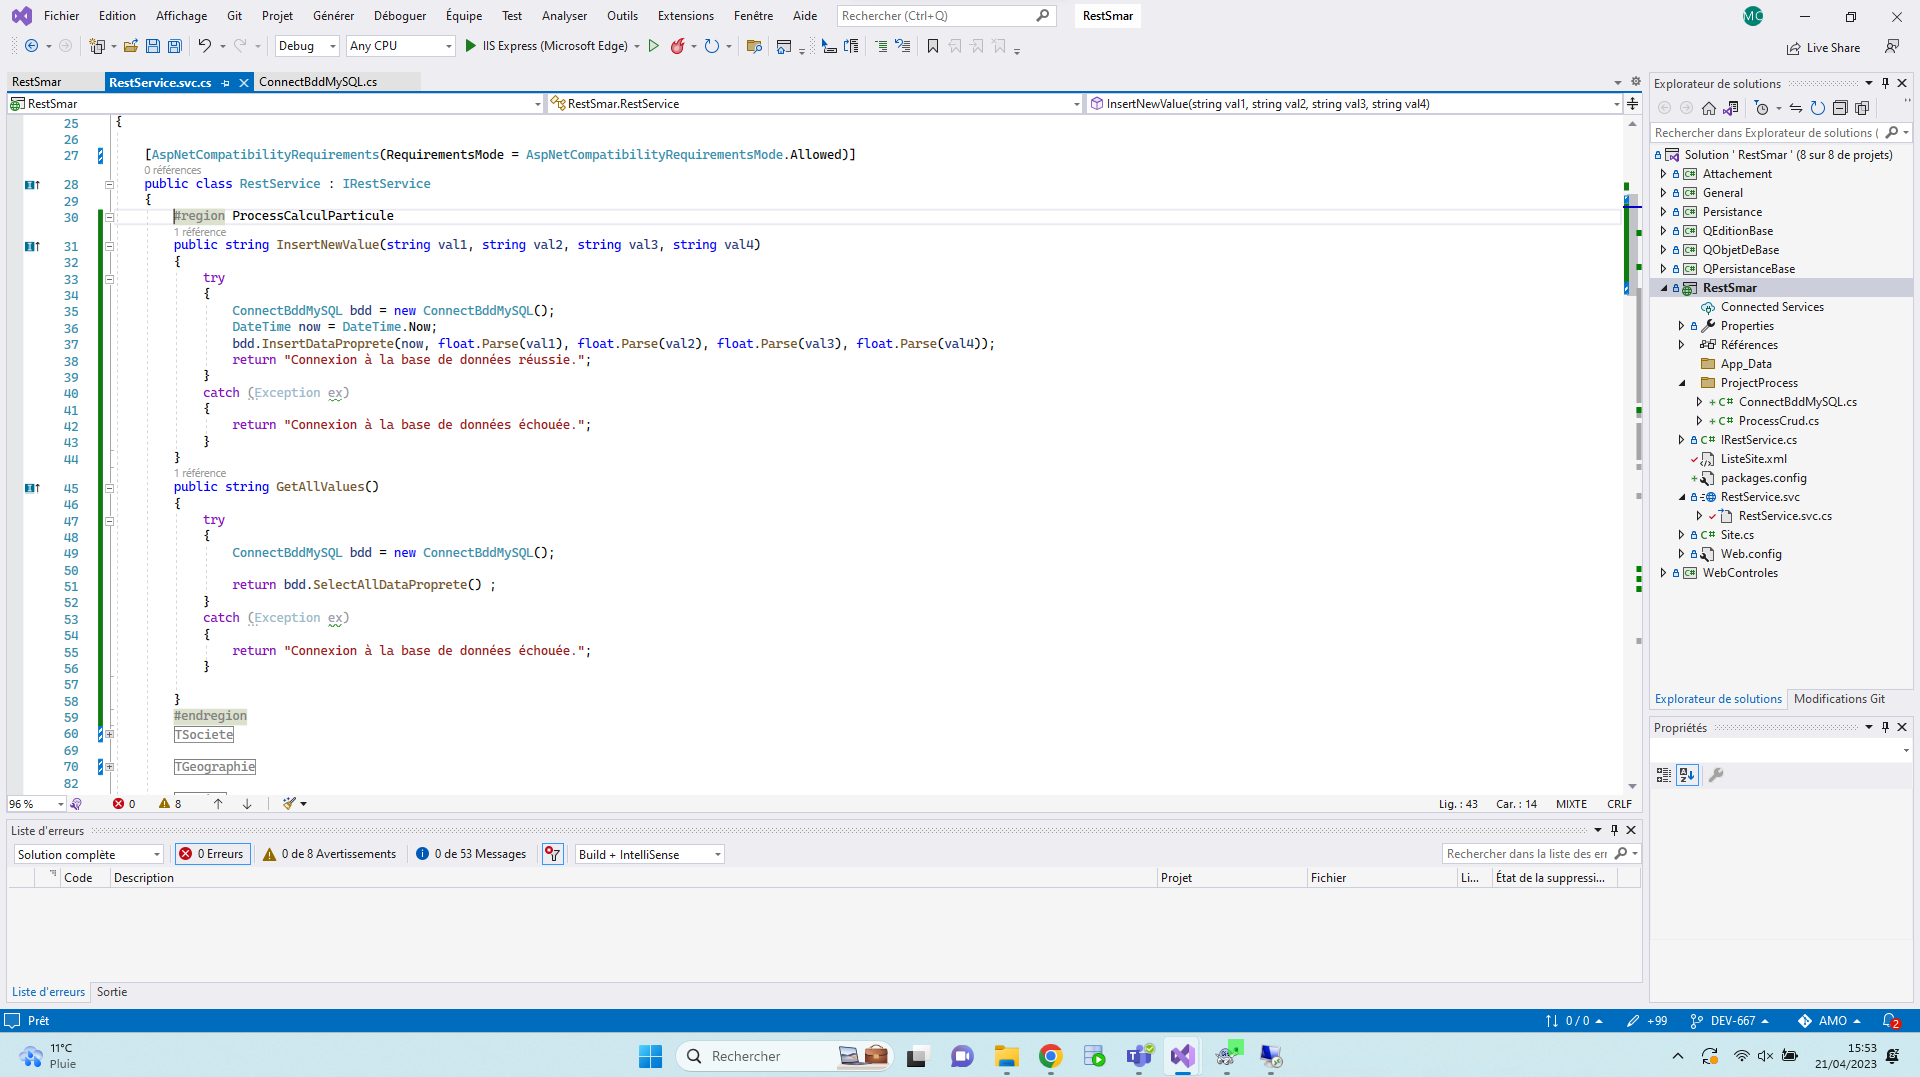 Fichier Edition Affichage Git Projet Générer Déboguer Équipe Test Analyser Outils Extensions Fenêtre Aide Rechercher (Ctrl+Q) RestSmar MC
Debug Any CPU IIS Express (Microsoft Edge) Live Share
RestSmar RestService.svc.cs ConnectBddMySQL.cs
RestSmar RestSmar.RestService InsertNewValue(string val1, string val2, string val3, string val4)
25 {
26
27 [AspNetCompatibilityRequirements(RequirementsMode = AspNetCompatibilityRequirementsMode.Allowed)]
0 références
28 public class RestService : IRestService
29 {
30 #region ProcessCalculParticule
1 référence
31 public string InsertNewValue(string val1, string val2, string val3, string val4)
32 {
33 try
34 {
35 ConnectBddMySQL bdd = new ConnectBddMySQL();
36 DateTime now = DateTime.Now;
37 bdd.InsertDataProprete(now, float.Parse(val1), float.Parse(val2), float.Parse(val3), float.Parse(val4));
38 return "Connexion à la base de données réussie.";
39 }
40 catch (Exception ex)
41 {
42 return "Connexion à la base de données échouée.";
43 }
44 }
1 référence
45 public string GetAllValues()
46 {
47 try
48 {
49 ConnectBddMySQL bdd = new ConnectBddMySQL();
50
51 return bdd.SelectAllDataProprete() ;
52 }
53 catch (Exception ex)
54 {
55 return "Connexion à la base de données échouée.";
56 }
57
58 }
59 #endregion
60 TSociete
69
70 TGeographie
82
96 % 0 8 Lig. : 43 Car. : 14 MIXTE CRLF
Liste d'erreurs
Solution complète 0 Erreurs 0 de 8 Avertissements 0 de 53 Messages Build + IntelliSense Rechercher dans la liste des err
Code Description Projet Fichier Li... État de la suppressi...
Liste d'erreurs Sortie
Explorateur de solutions
Rechercher dans Explorateur de solutions (
Solution ' RestSmar ' (8 sur 8 de projets)
C# Attachement
C# General
C# Persistance
C# QEditionBase
C# QObjetDeBase
C# QPersistanceBase
RestSmar
Connected Services
Properties
Références
App_Data
ProjectProcess
+ C# ConnectBddMySQL.cs
+ C# ProcessCrud.cs
C# IRestService.cs
ListeSite.xml
+ packages.config
RestService.svc
RestService.svc.cs
C# Site.cs
Web.config
C# WebControles
Explorateur de solutions Modifications Git
Propriétés
Prêt 0 / 0 +99 DEV-667 AMO 2
11°C
Pluie
Rechercher
15:53
21/04/2023